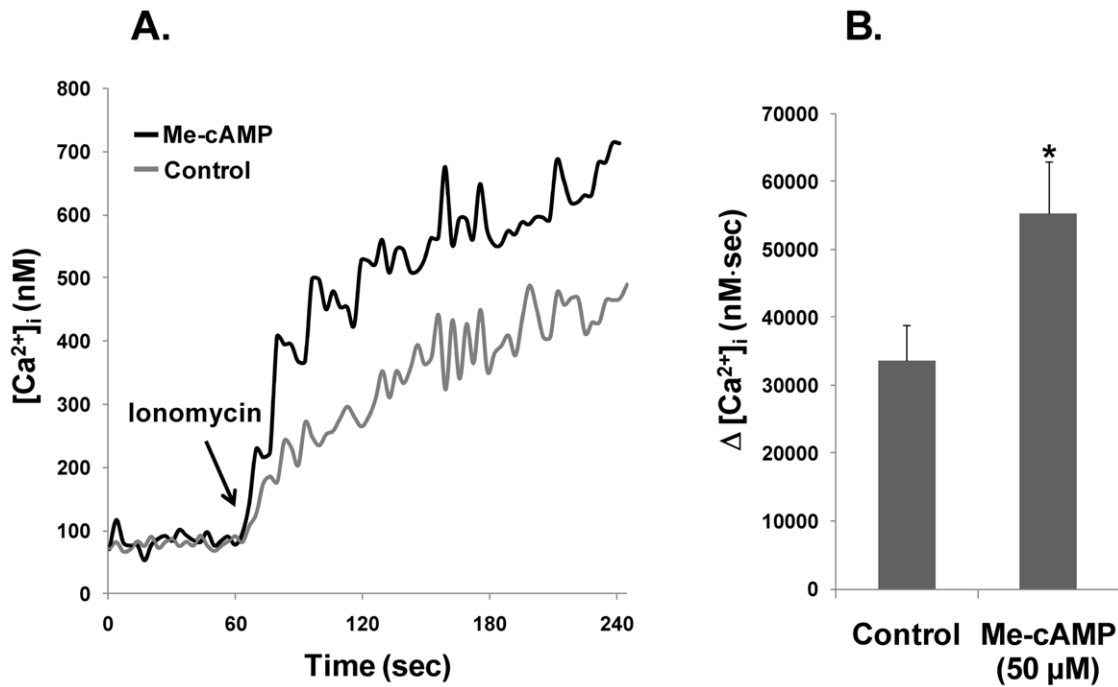 A.
[Ca²⁺]ᵢ (nM)
800
700
600
500
400
300
200
100
0
Me-cAMP
Control
Ionomycin
0 60 120 180 240
Time (sec)
B.
Δ [Ca²⁺]ᵢ (nM·sec)
70000
60000
50000
40000
30000
20000
10000
0
*
Control Me-cAMP
(50 µM)